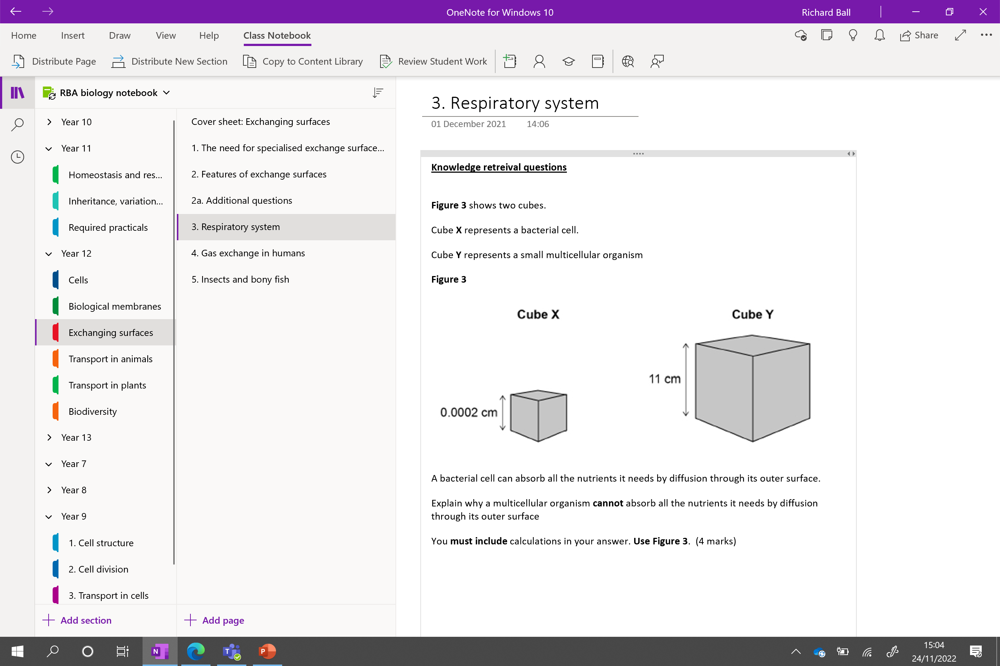 OneNote for Windows 10
Richard Ball
Home Insert Draw View Help Class Notebook
Share
Distribute Page Distribute New Section Copy to Content Library Review Student Work
RBA biology notebook
Year 10
Year 11
Homeostasis and res...
Inheritance, variation...
Required practicals
Year 12
Cells
Biological membranes
Exchanging surfaces
Transport in animals
Transport in plants
Biodiversity
Year 13
Year 7
Year 8
Year 9
1. Cell structure
2. Cell division
3. Transport in cells
Add section
Cover sheet: Exchanging surfaces
1. The need for specialised exchange surface...
2. Features of exchange surfaces
2a. Additional questions
3. Respiratory system
4. Gas exchange in humans
5. Insects and bony fish
Add page
3. Respiratory system
01 December 2021 14:06
Knowledge retreival questions
Figure 3 shows two cubes.
Cube X represents a bacterial cell.
Cube Y represents a small multicellular organism
Figure 3
Cube X Cube Y
11 cm
0.0002 cm
A bacterial cell can absorb all the nutrients it needs by diffusion through its outer surface.
Explain why a multicellular organism cannot absorb all the nutrients it needs by diffusion
through its outer surface
You must include calculations in your answer. Use Figure 3. (4 marks)
N
T
P
15:04
24/11/2022